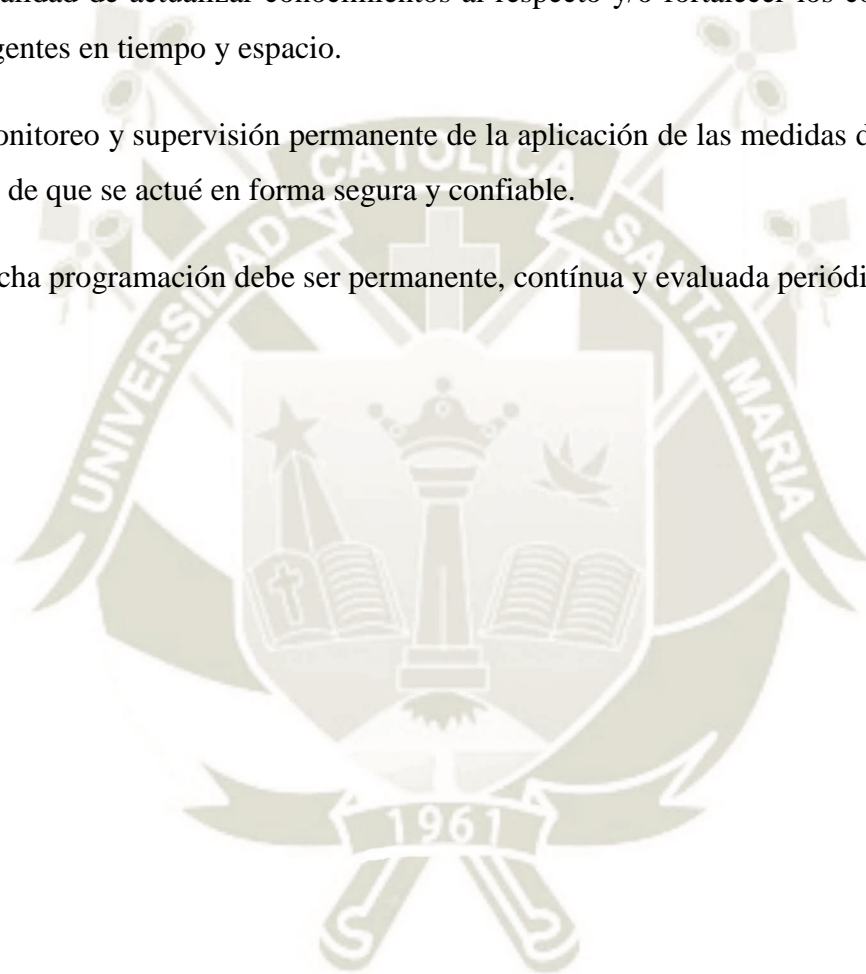 actualizar conocimientos al respecto y/o fortalecer los
gentes en tiempo y espacio.
onitoreo y supervisión permanente de la aplicación de las medidas d
de que se actué en forma segura y confiable.
cha programación debe ser permanente, contínua y evaluada periódi
UNIVERSIDAD CATOLICA SANTA MARIA
1961